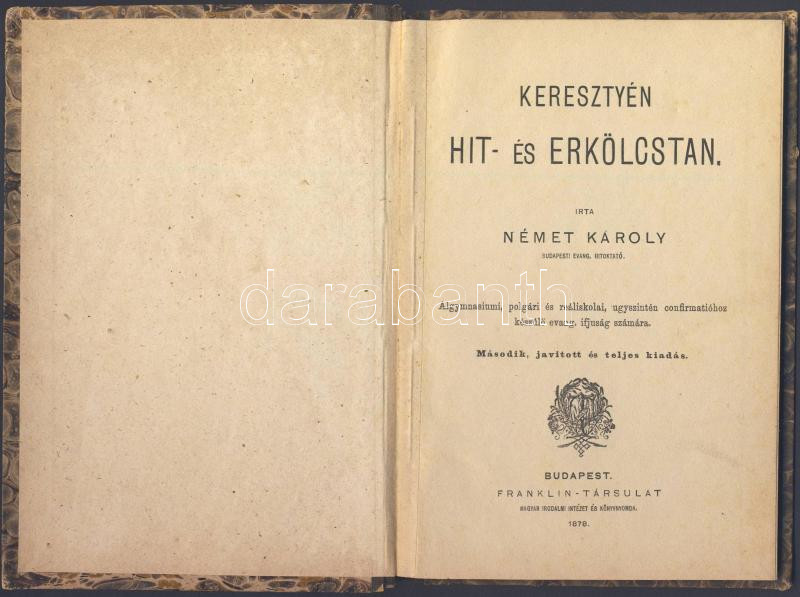 KERESZTYÉN
HIT- ÉS ERKÖLCSTAN.
IRTA
NÉMET KÁROLY
BUDAPESTI EVANG. HITOKTATÓ.
Algymnasiumi, polgári és reáliskolai, ugyszintén confirmatióhoz
készülő evang. ifjuság számára.
Második, javitott és teljes kiadás.
BUDAPEST.
FRANKLIN-TÁRSULAT
MAGYAR IRODALMI INTÉZET ÉS KÖNYVNYOMDA.
1878.
darabanth